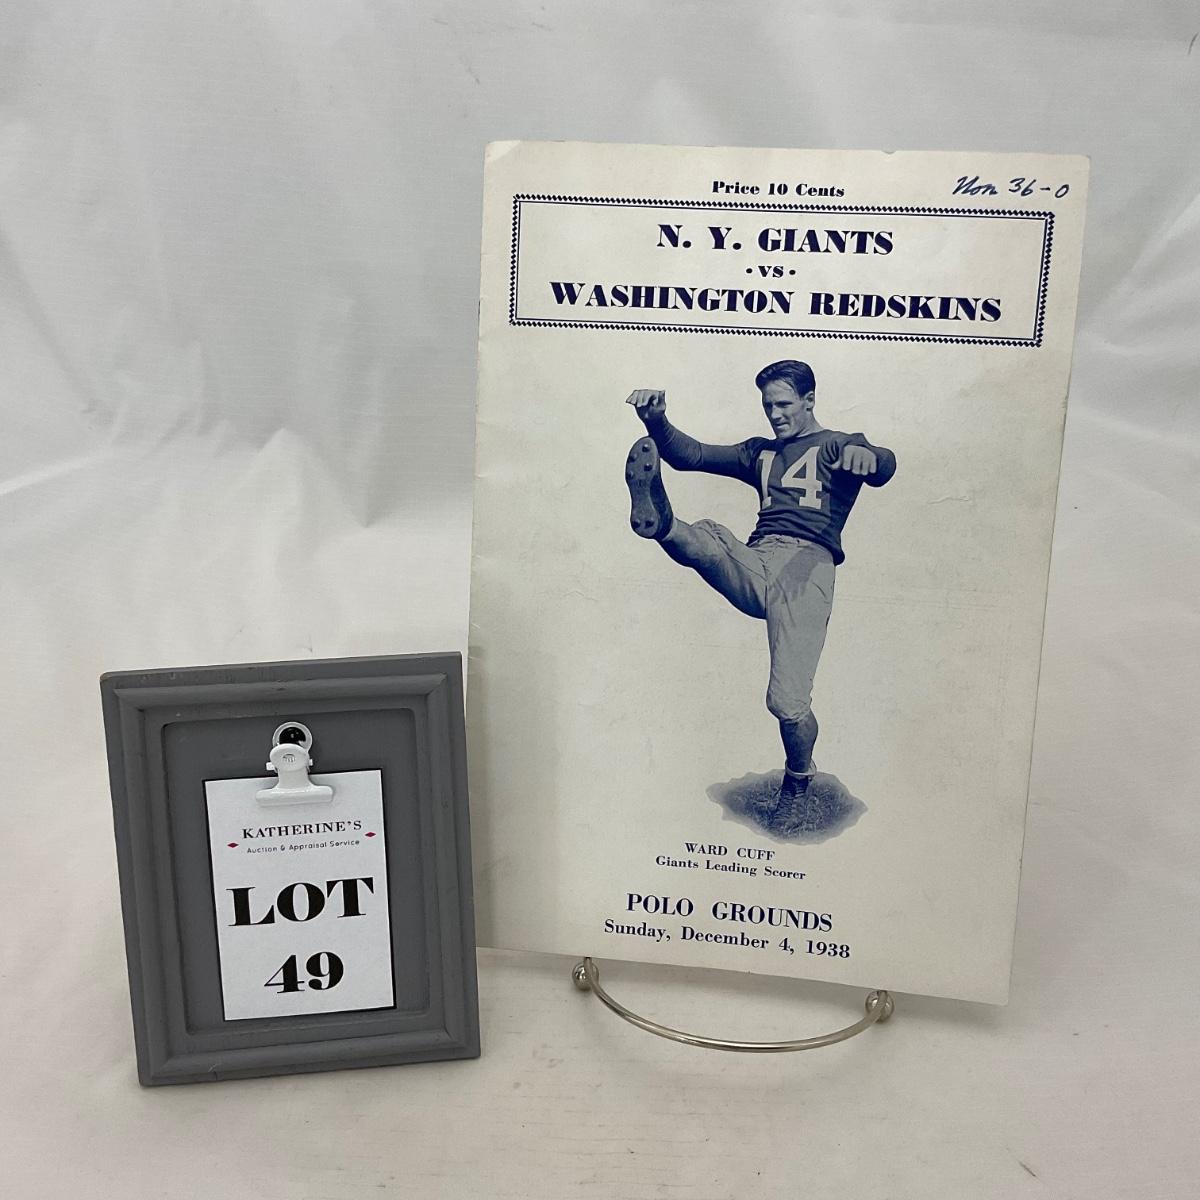 Price 10 Cents
Won 36-0
N. Y. GIANTS
• VS •
WASHINGTON REDSKINS
14
WARD CUFF
Giants Leading Scorer
POLO GROUNDS
Sunday, December 4, 1938
KATHERINE'S
Auction & Appraisal Service
LOT
49